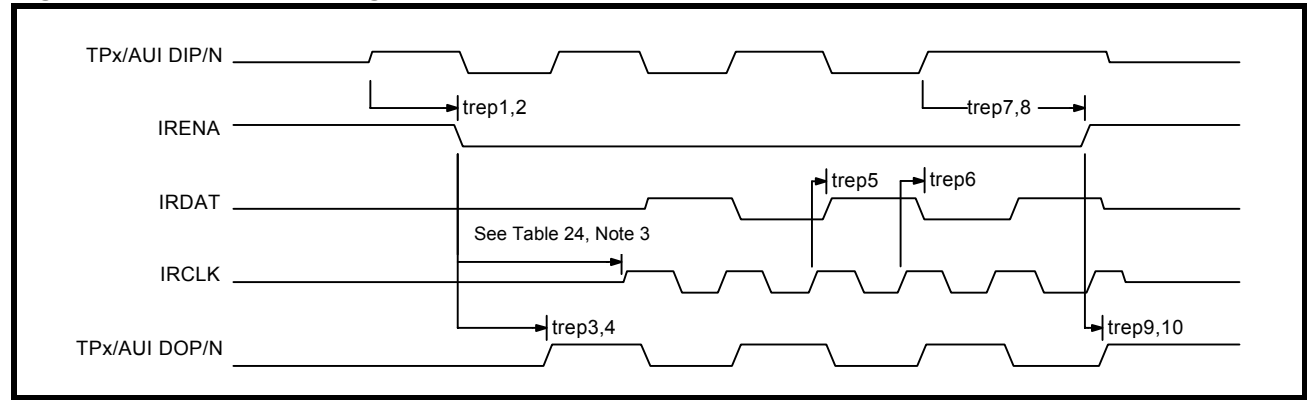 TPx/AUI DIP/N
trep1,2
trep7,8
IRENA
trep5
trep6
IRDAT
See Table 24, Note 3
IRCLK
trep3,4
trep9,10
TPx/AUI DOP/N